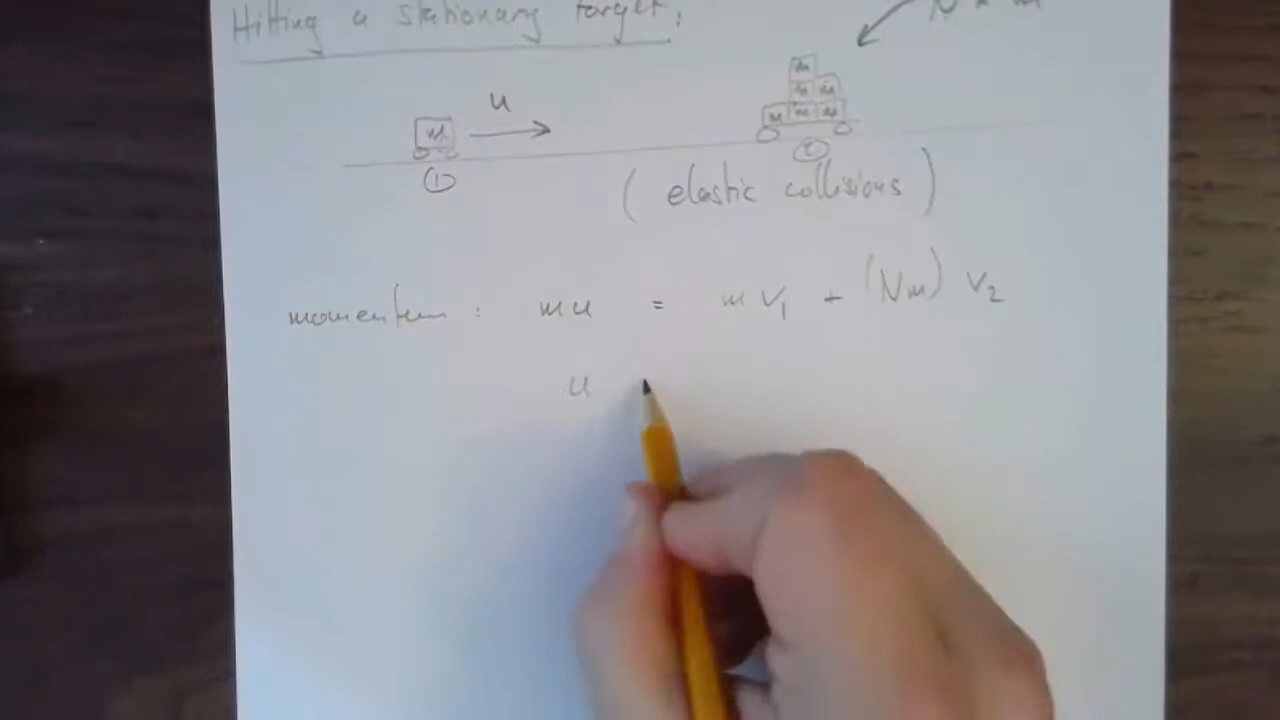 Hitting a stationary target:
N × m
u
m
m
m m
m m m
① ②
( elastic collisions )
momentum : mu = m v₁ + (Nm) v₂
u